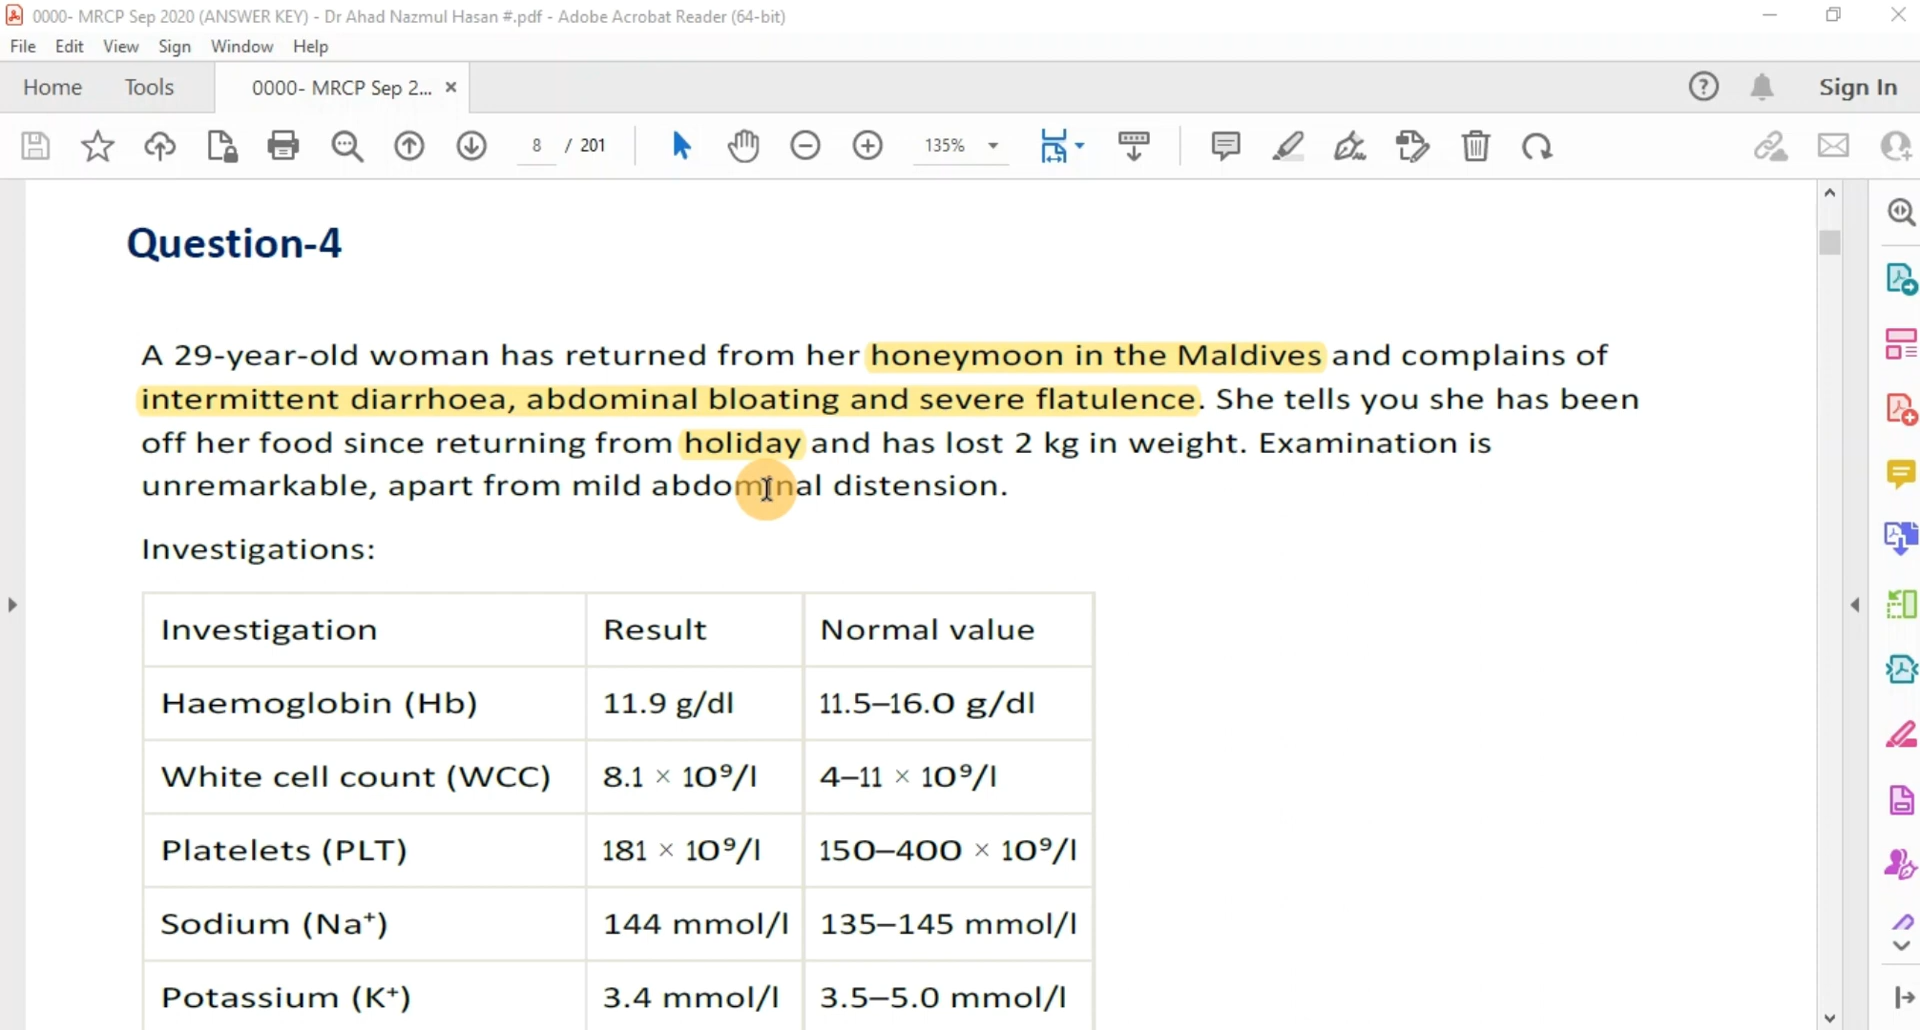 0000- MRCP Sep 2020 (ANSWER KEY) - Dr Ahad Nazmul Hasan #.pdf - Adobe Acrobat Reader (64-bit)
File Edit View Sign Window Help
Home Tools 0000- MRCP Sep 2... × Sign In
8 / 201 135%
Question-4
A 29-year-old woman has returned from her honeymoon in the Maldives and complains of
intermittent diarrhoea, abdominal bloating and severe flatulence. She tells you she has been
off her food since returning from holiday and has lost 2 kg in weight. Examination is
unremarkable, apart from mild abdominal distension.
Investigations:
Investigation Result Normal value
Haemoglobin (Hb) 11.9 g/dl 11.5–16.0 g/dl
White cell count (WCC) 8.1 × 10⁹/l 4–11 × 10⁹/l
Platelets (PLT) 181 × 10⁹/l 150–400 × 10⁹/l
Sodium (Na⁺) 144 mmol/l 135–145 mmol/l
Potassium (K⁺) 3.4 mmol/l 3.5–5.0 mmol/l